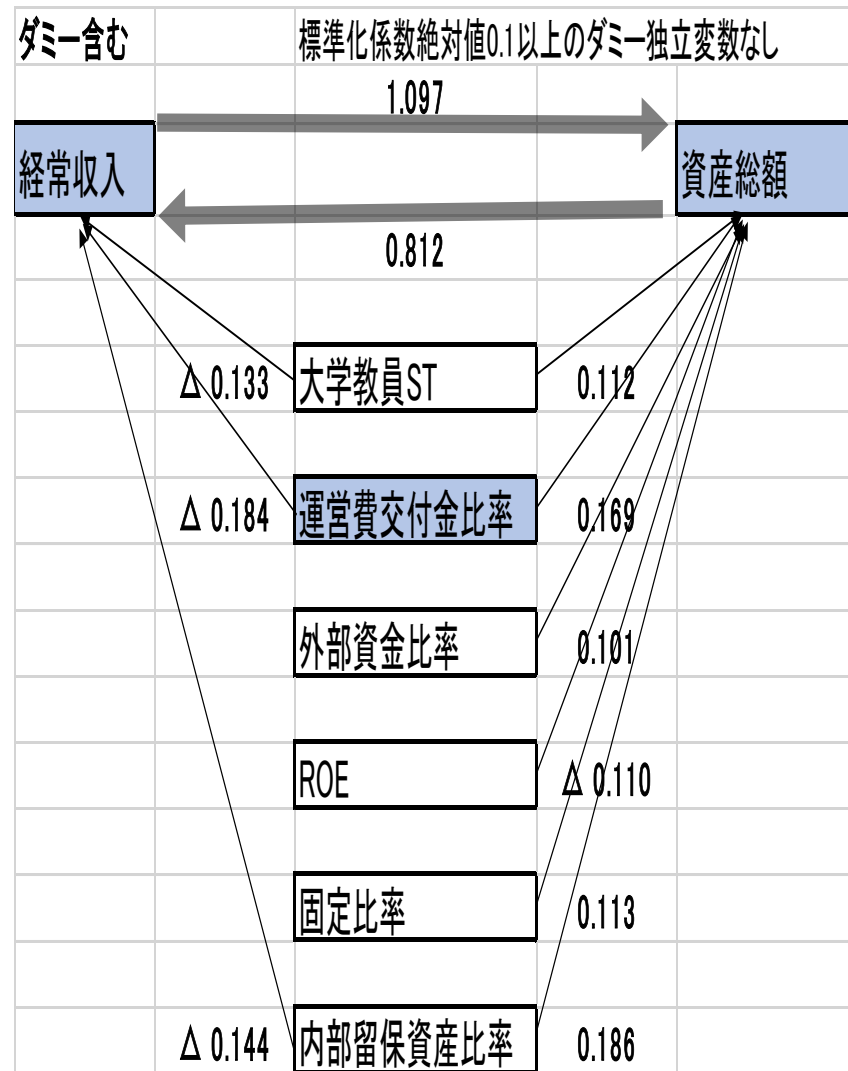 ダミー含む 標準化係数絶対値0.1以上のダミー独立変数なし
1.097
経常収入 資産総額
0.812
Δ 0.133 大学教員ST 0.112
Δ 0.184 運営費交付金比率 0.169
外部資金比率 0.101
ROE Δ 0.110
固定比率 0.113
Δ 0.144 内部留保資産比率 0.186